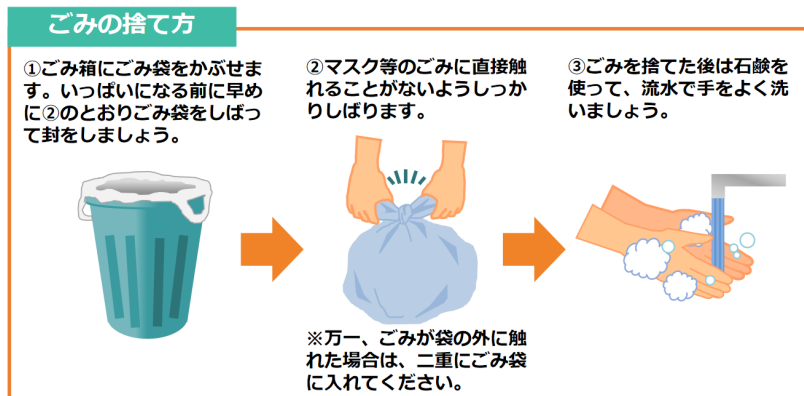 ごみの捨て方
①ごみ箱にごみ袋をかぶせま
す。いっぱいになる前に早め
に②のとおりごみ袋をしばっ
て封をしましょう。
②マスク等のごみに直接触
れることがないようしっか
りしばります。
※万一、ごみが袋の外に触
れた場合は、二重にごみ袋
に入れてください。
③ごみを捨てた後は石鹸を
使って、流水で手をよく洗
いましょう。